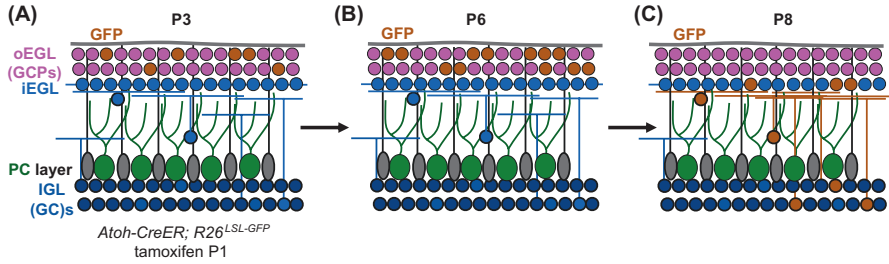 (A) P3 (B) P6 (C) P8
GFP GFP GFP
oEGL
(GCPs)
iEGL
PC layer
IGL
(GC)s
Atoh-CreER; R26LSL-GFP
tamoxifen P1